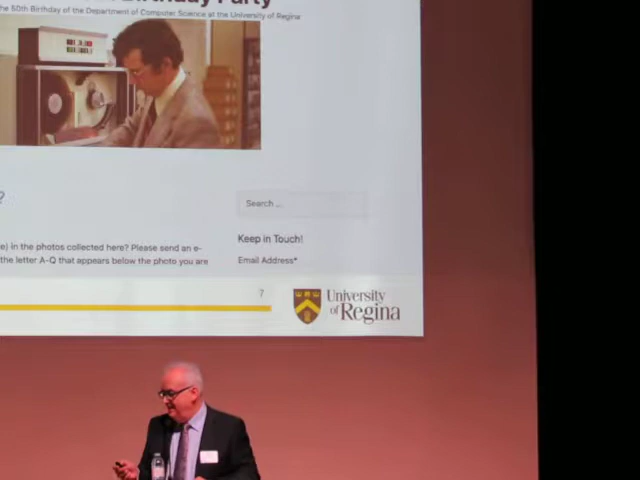 Birthday Party
he 50th Birthday of the Department of Computer Science at the University of Regina
?
Search ...
Keep in Touch!
e) in the photos collected here? Please send an e-
Email Address*
the letter A-Q that appears below the photo you are
7
University
of Regina